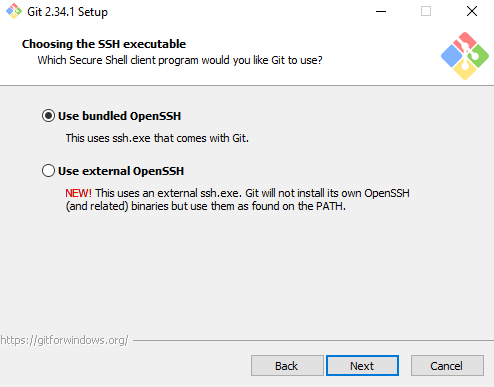 Git 2.34.1 Setup
Choosing the SSH executable
Which Secure Shell client program would you like Git to use?
Use bundled OpenSSH
This uses ssh.exe that comes with Git.
Use external OpenSSH
NEW! This uses an external ssh.exe. Git will not install its own OpenSSH
(and related) binaries but use them as found on the PATH.
https://gitforwindows.org/
Back Next Cancel